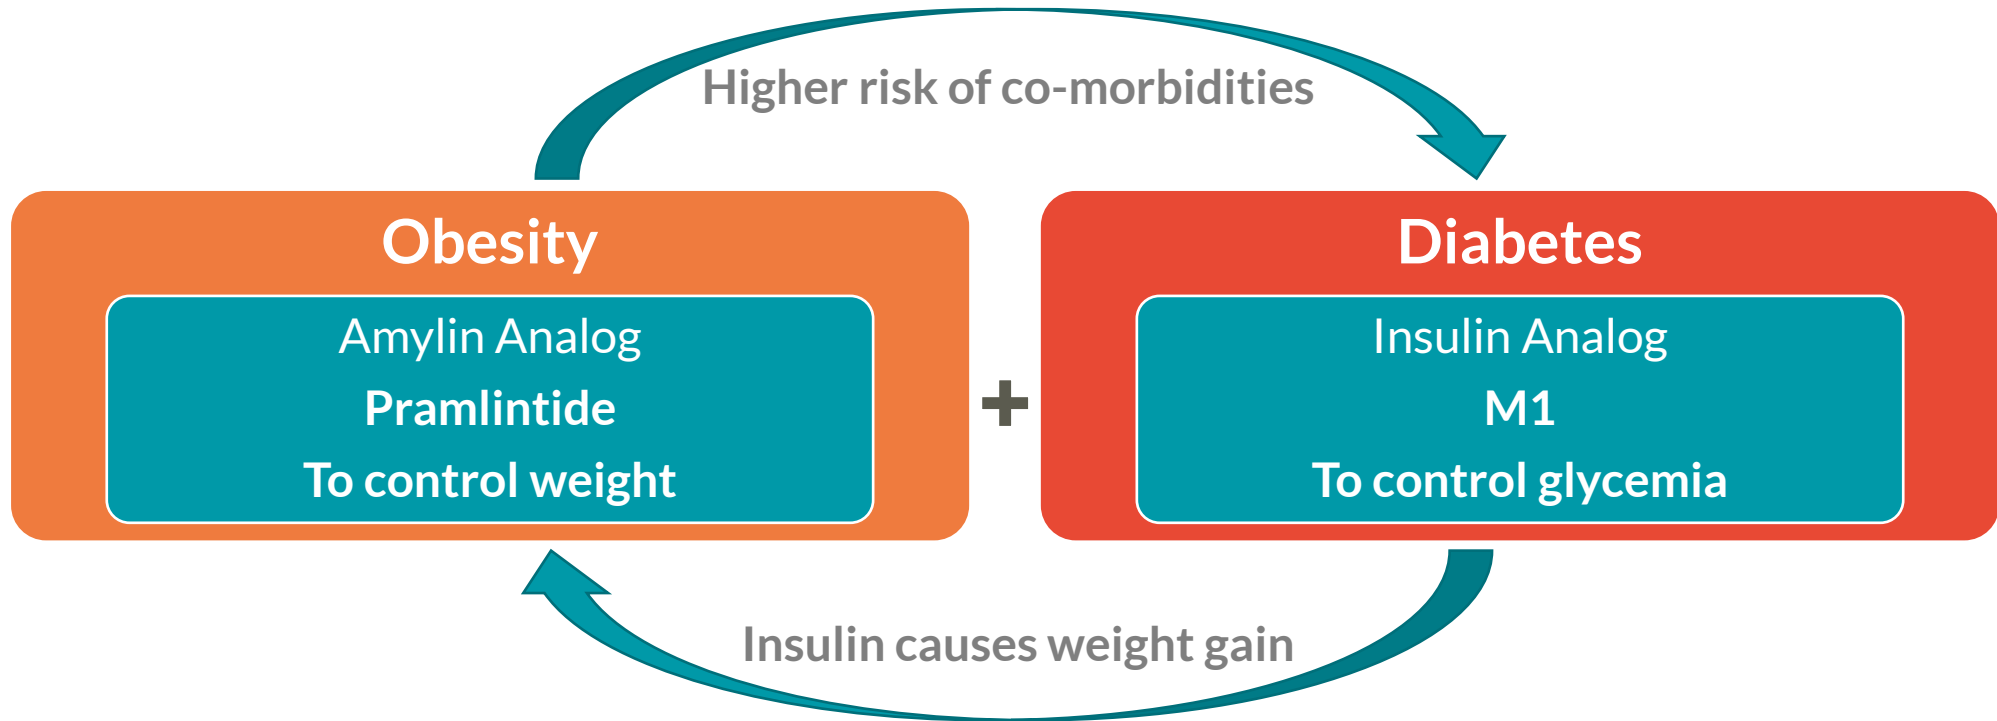 Higher risk of co-morbidities
Obesity
Amylin Analog
Pramlintide
To control weight
+
Diabetes
Insulin Analog
M1
To control glycemia
Insulin causes weight gain